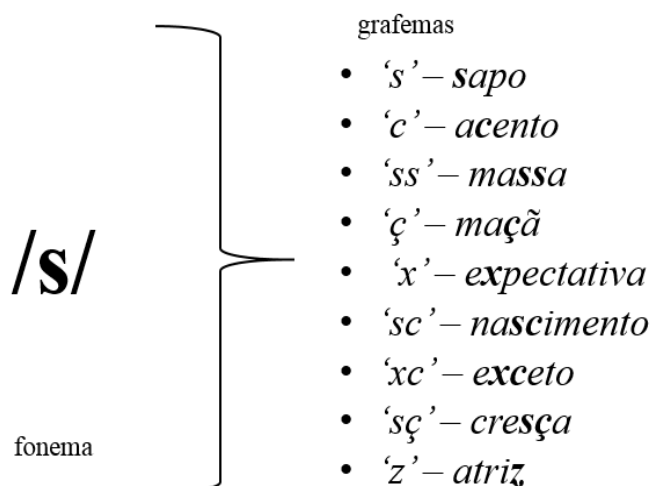 grafemas
• ‘s’ – sapo
• ‘c’ – acento
• ‘ss’ – massa
• ‘ç’ – maçã
• ‘x’ – expectativa
• ‘sc’ – nascimento
• ‘xc’ – exceto
• ‘sç’ – cresça
• ‘z’ – atriz
/s/
fonema